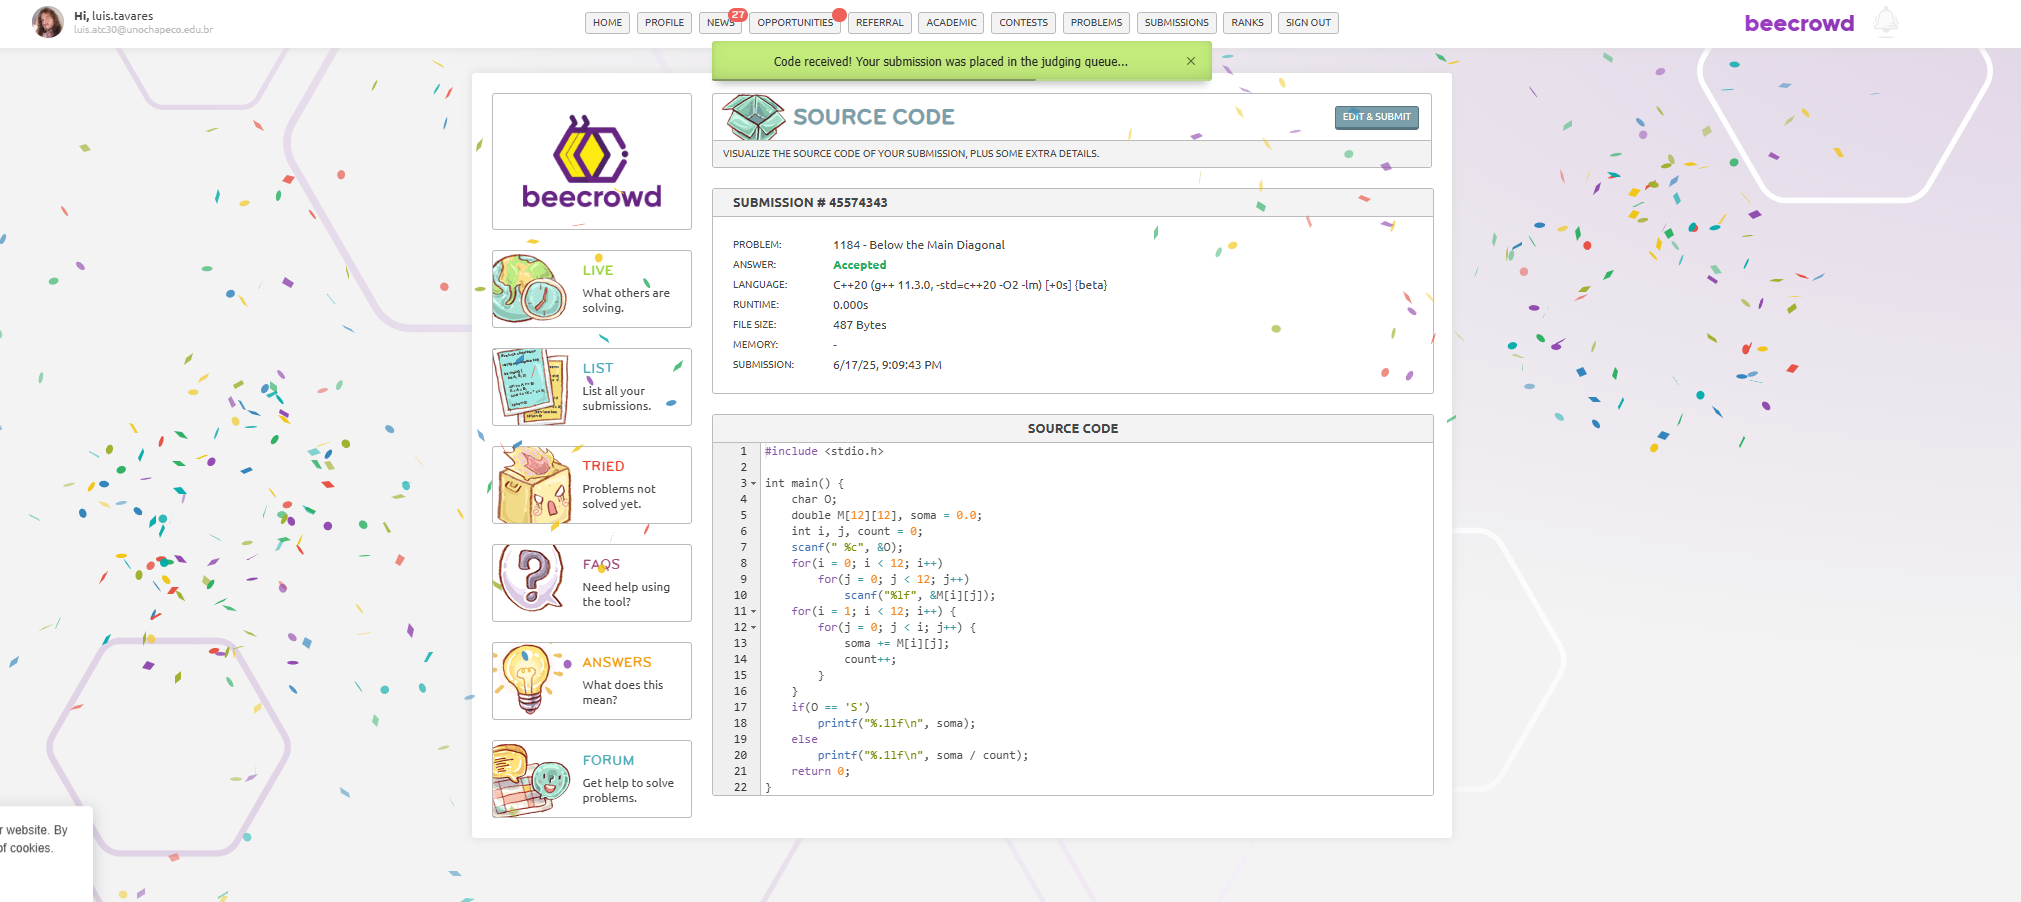 Hi, luis.tavares
luis.atc30@unochapeco.edu.br
HOME
PROFILE
NEWS
27
OPPORTUNITIES
REFERRAL
ACADEMIC
CONTESTS
PROBLEMS
SUBMISSIONS
RANKS
SIGN OUT
beecrowd
Code received! Your submission was placed in the judging queue... ×
beecrowd
LIVE
What others are
solving.
LIST
List all your
submissions.
TRIED
Problems not
solved yet.
FAQS
Need help using
the tool?
ANSWERS
What does this
mean?
FORUM
Get help to solve
problems.
SOURCE CODE
EDIT & SUBMIT
VISUALIZE THE SOURCE CODE OF YOUR SUBMISSION, PLUS SOME EXTRA DETAILS.
SUBMISSION # 45574343
PROBLEM: 1184 - Below the Main Diagonal
ANSWER: Accepted
LANGUAGE: C++20 (g++ 11.3.0, -std=c++20 -O2 -lm) [+0s] {beta}
RUNTIME: 0.000s
FILE SIZE: 487 Bytes
MEMORY: -
SUBMISSION: 6/17/25, 9:09:43 PM
SOURCE CODE
1 #include <stdio.h>
2
3 int main() {
4     char O;
5     double M[12][12], soma = 0.0;
6     int i, j, count = 0;
7     scanf(" %c", &O);
8     for(i = 0; i < 12; i++)
9         for(j = 0; j < 12; j++)
10             scanf("%lf", &M[i][j]);
11     for(i = 1; i < 12; i++) {
12         for(j = 0; j < i; j++) {
13             soma += M[i][j];
14             count++;
15         }
16     }
17     if(O == 'S')
18         printf("%.1lf\n", soma);
19     else
20         printf("%.1lf\n", soma / count);
21     return 0;
22 }
r website. By
of cookies.